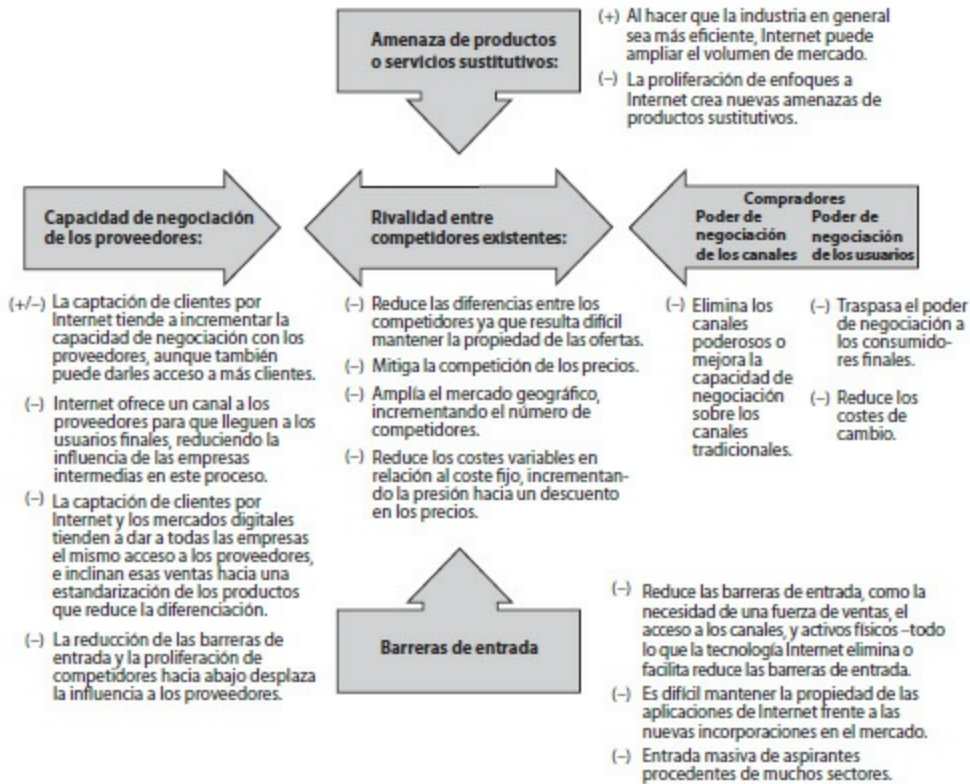 Amenaza de productos
o servicios sustitutivos:
(+) Al hacer que la industria en general
sea más eficiente, Internet puede
ampliar el volumen de mercado.
(–) La proliferación de enfoques a
Internet crea nuevas amenazas de
productos sustitutivos.
Capacidad de negociación
de los proveedores:
Rivalidad entre
competidores existentes:
Compradores
Poder de
negociación
de los canales
Poder de
negociación
de los usuarios
(+/–) La captación de clientes por
Internet tiende a incrementar la
capacidad de negociación con los
proveedores, aunque también
puede darles acceso a más clientes.
(–) Internet ofrece un canal a los
proveedores para que lleguen a los
usuarios finales, reduciendo la
influencia de las empresas
intermedias en este proceso.
(–) La captación de clientes por
Internet y los mercados digitales
tienden a dar a todas las empresas
el mismo acceso a los proveedores,
e inclinan esas ventas hacia una
estandarización de los productos
que reduce la diferenciación.
(–) La reducción de las barreras de
entrada y la proliferación de
competidores hacia abajo desplaza
la influencia a los proveedores.
(–) Reduce las diferencias entre los
competidores ya que resulta difícil
mantener la propiedad de las ofertas.
(–) Mitiga la competición de los precios.
(–) Amplía el mercado geográfico,
incrementando el número de
competidores.
(–) Reduce los costes variables en
relación al coste fijo, incrementan-
do la presión hacia un descuento
en los precios.
(–) Elimina los
canales
poderosos o
mejora la
capacidad de
negociación
sobre los
canales
tradicionales.
(–) Traspasa el poder
de negociación a
los consumido-
res finales.
(–) Reduce los
costes de
cambio.
Barreras de entrada
(–) Reduce las barreras de entrada, como la
necesidad de una fuerza de ventas, el
acceso a los canales, y activos físicos –todo
lo que la tecnología Internet elimina o
facilita reduce las barreras de entrada.
(–) Es difícil mantener la propiedad de las
aplicaciones de Internet frente a las
nuevas incorporaciones en el mercado.
(–) Entrada masiva de aspirantes
procedentes de muchos sectores.